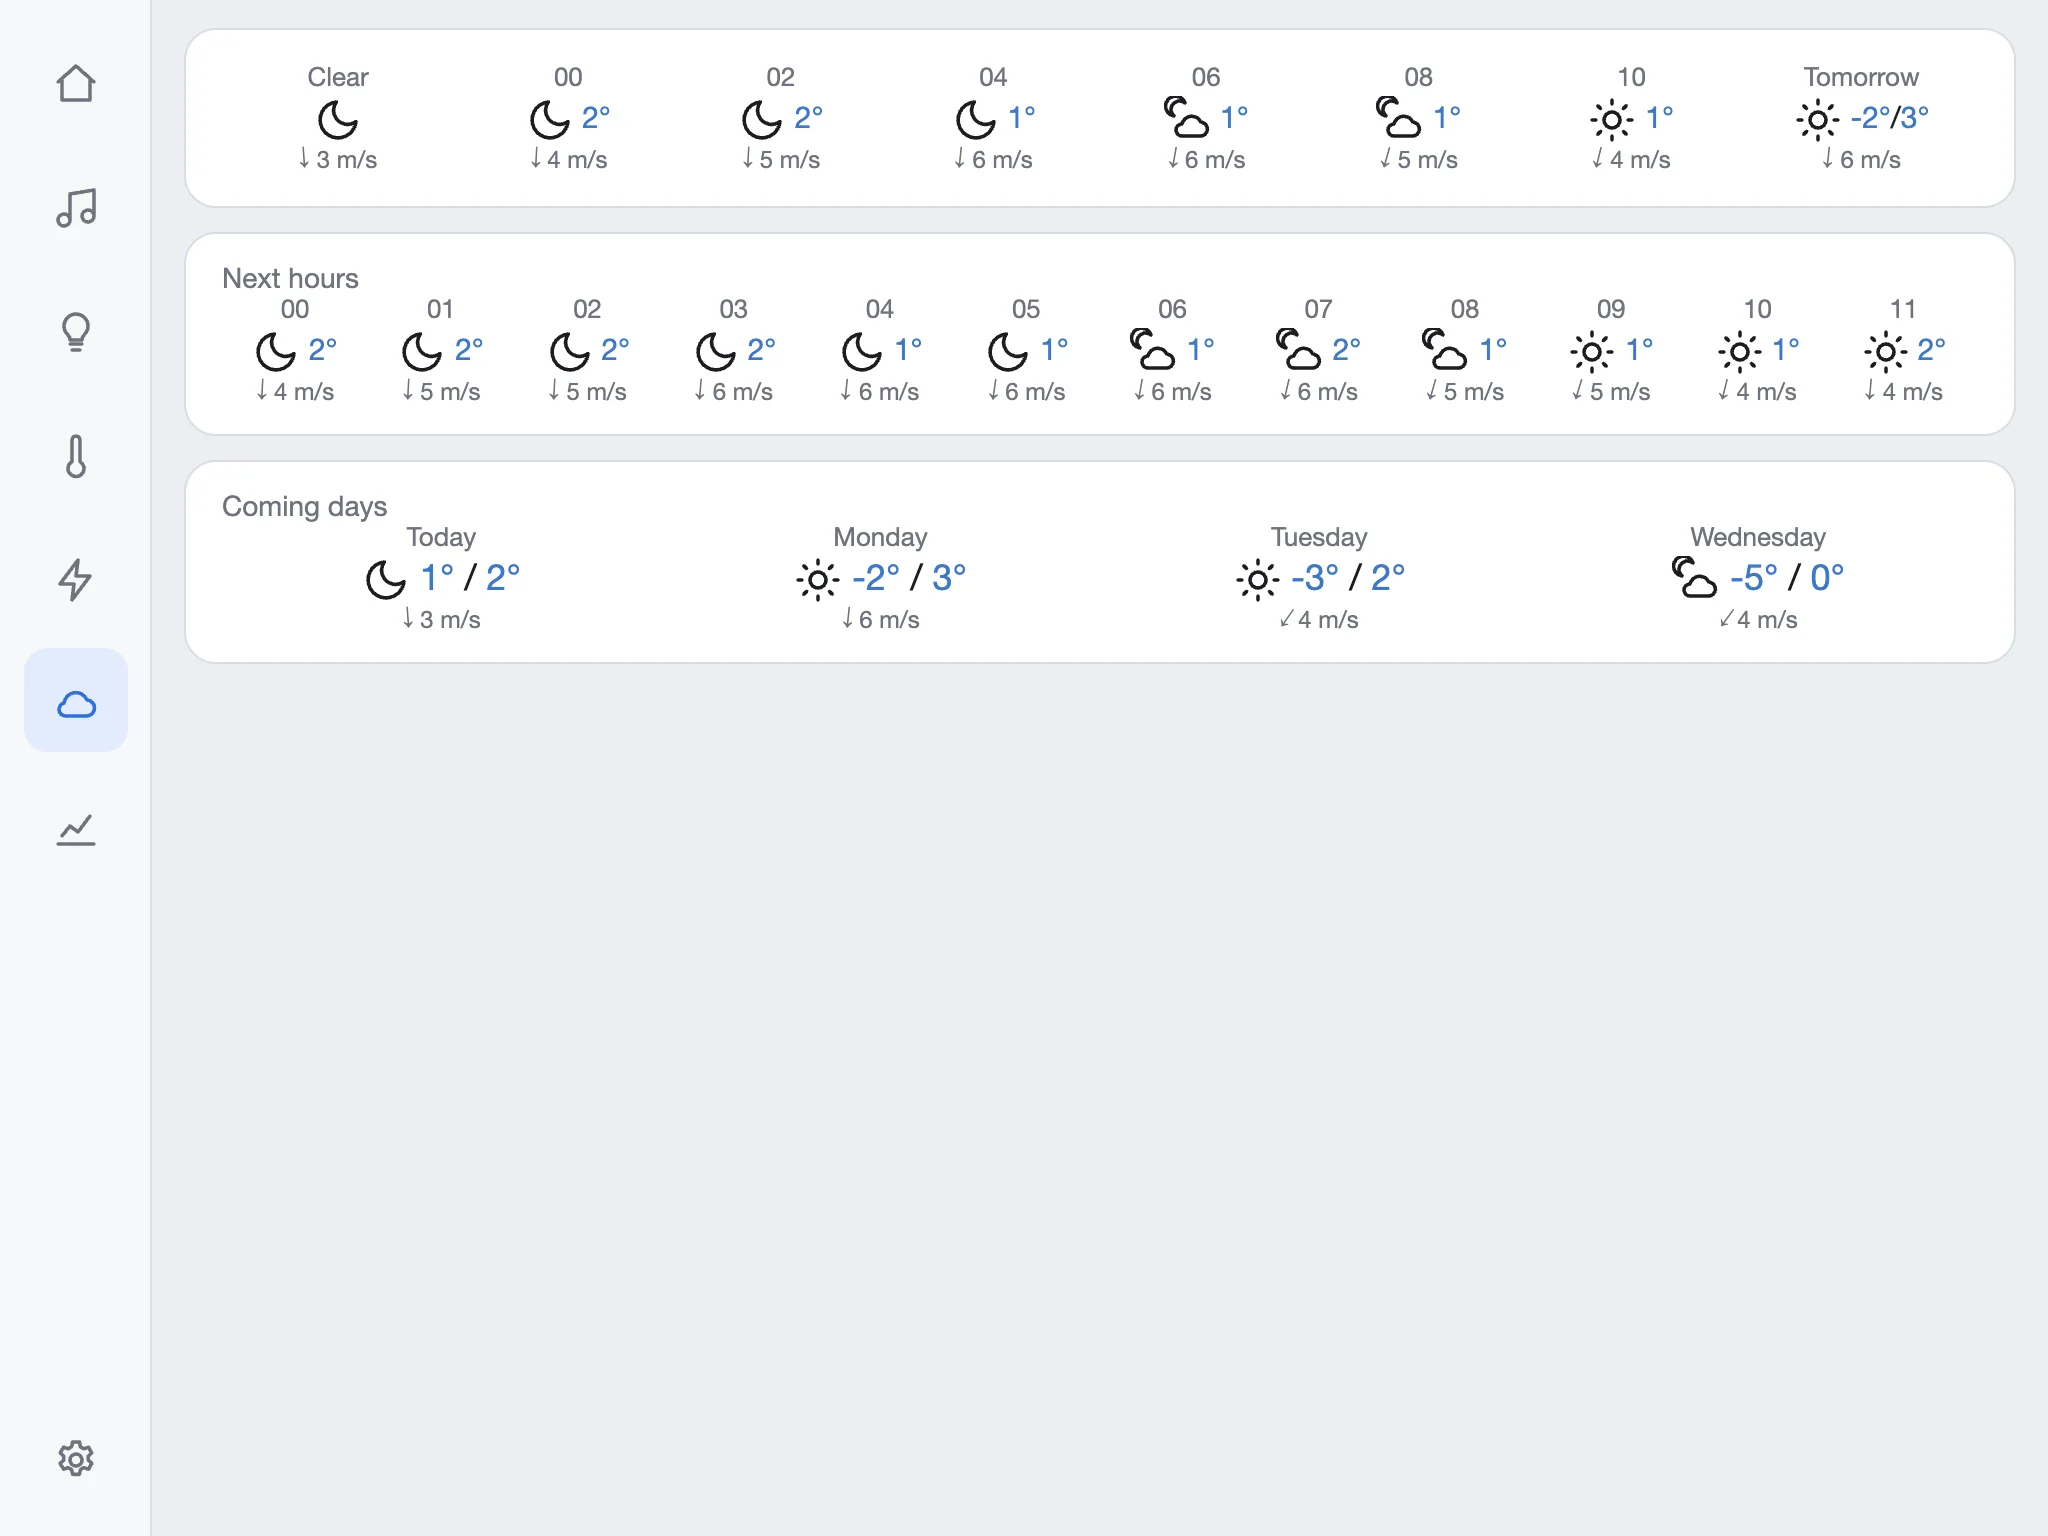 Clear 00 02 04 06 08 10 Tomorrow
2° 2° 1° 1° 1° 1° -2°/3°
↓ 3 m/s ↓ 4 m/s ↓ 5 m/s ↓ 6 m/s ↓ 6 m/s ↓ 5 m/s ↓ 4 m/s ↓ 6 m/s
Next hours
00 01 02 03 04 05 06 07 08 09 10 11
2° 2° 2° 2° 1° 1° 1° 2° 1° 1° 1° 2°
↓ 4 m/s ↓ 5 m/s ↓ 5 m/s ↓ 6 m/s ↓ 6 m/s ↓ 6 m/s ↓ 6 m/s ↓ 6 m/s ↓ 5 m/s ↓ 5 m/s ↓ 4 m/s ↓ 4 m/s
Coming days
Today Monday Tuesday Wednesday
1° / 2° -2° / 3° -3° / 2° -5° / 0°
↓ 3 m/s ↓ 6 m/s ↙ 4 m/s ↙ 4 m/s